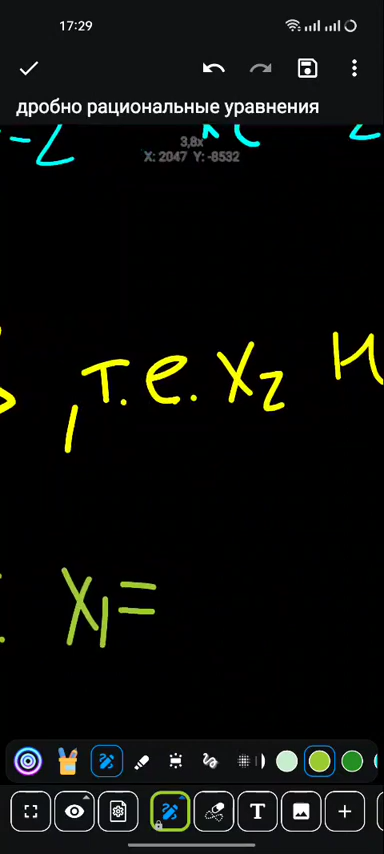 17:29
дробно рациональные уравнения
3,8x
X: 2047 Y: -8532
, т.е. X₂ Н
X₁=
T